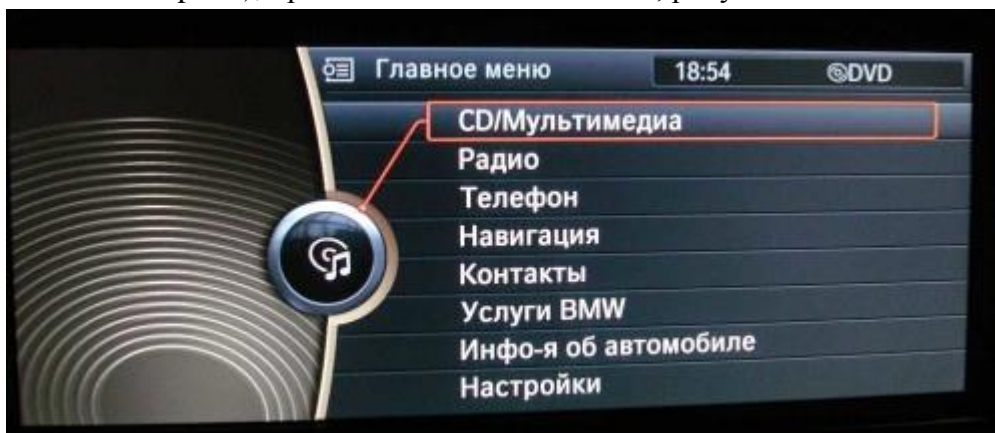 Главное меню 18:54 DVD
CD/Мультимедиа
Радио
Телефон
Навигация
Контакты
Услуги BMW
Инфо-я об автомобиле
Настройки